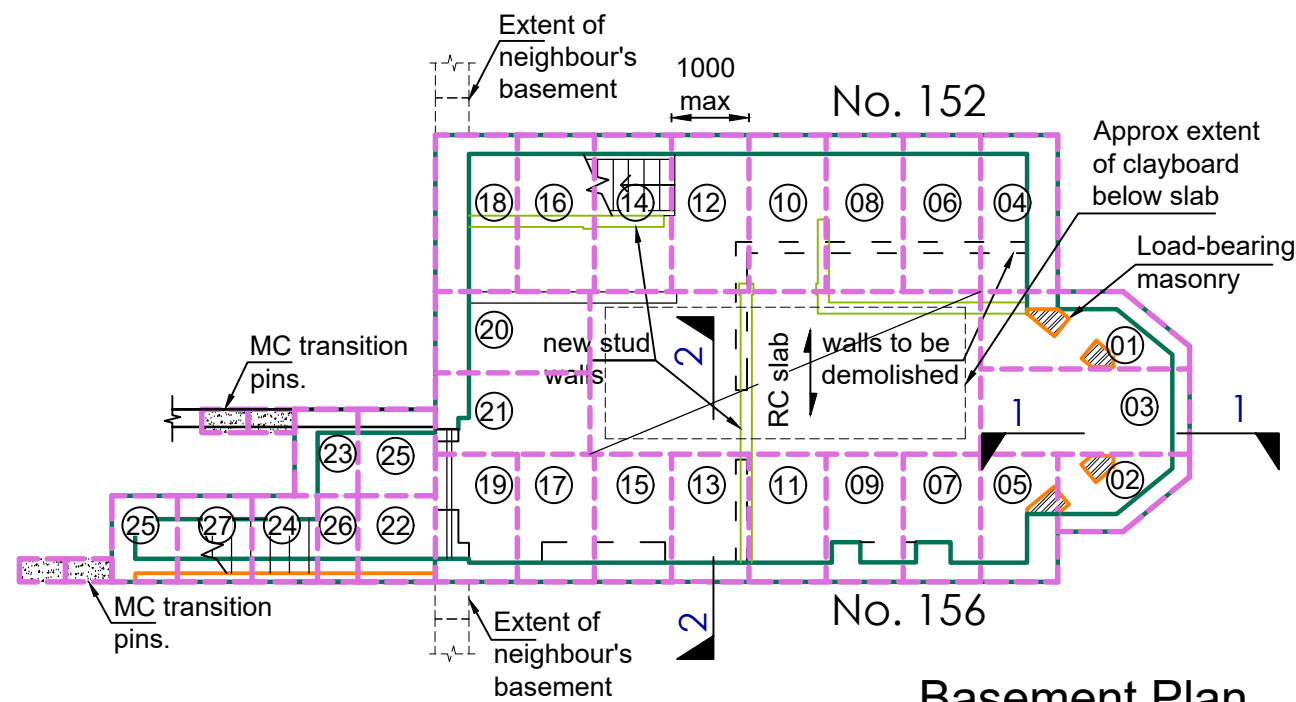 Extent of
neighbour's
basement
1000
max
No. 152
Approx extent
of clayboard
below slab
Load-bearing
masonry
18 16 14 12 10 08 06 04
20
new stud
walls
2
RC slab
walls to be
demolished
01
MC transition
pins.
21
03
1 1
23 25
19 17 15 13 11 09 07 05 02
25 27 24 26 22
MC transition
pins.
Extent of
neighbour's
basement
2
No. 156
Basement Plan